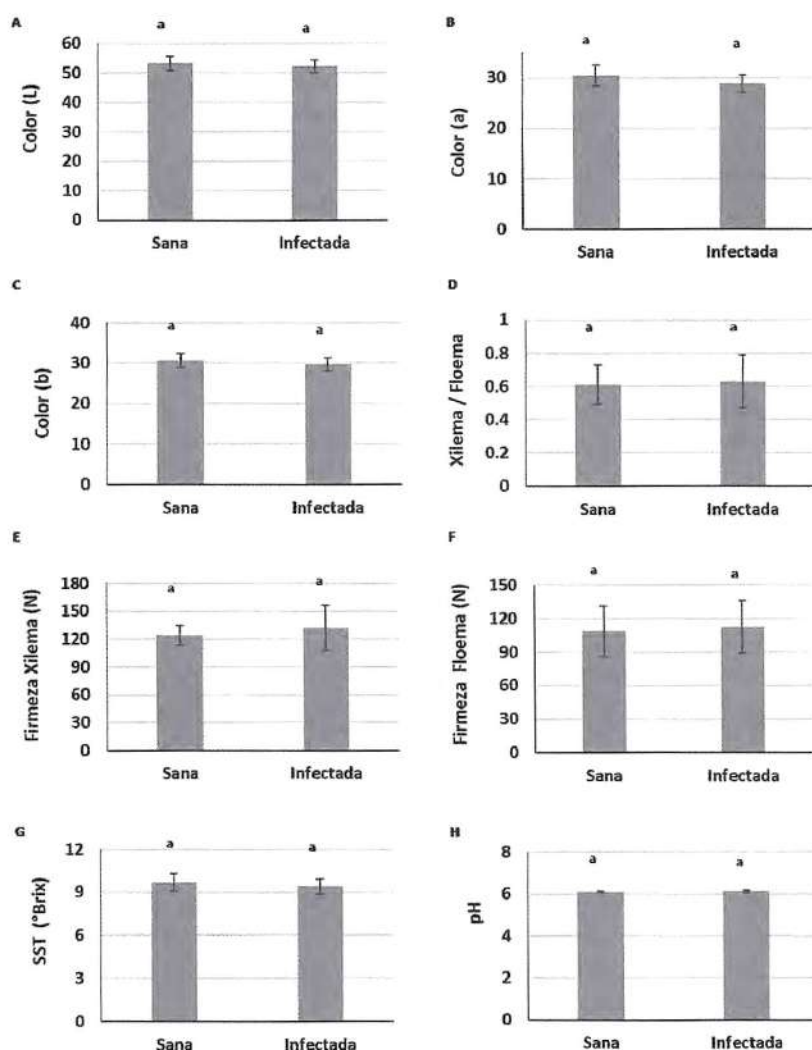 A
a
a
60
50
40
30
20
10
0
Color (L)
Sana
Infectada
B
a
a
30
20
10
0
Color (a)
Sana
Infectada
C
a
a
40
30
20
10
0
Color (b)
Sana
Infectada
D
a
a
1
0.8
0.6
0.4
0.2
0
Xilema / Floema
Sana
Infectada
E
a
a
180
150
120
90
60
30
0
Firmeza Xilema (N)
Sana
Infectada
F
a
a
150
120
90
60
30
0
Firmeza Floema (N)
Sana
Infectada
G
a
a
12
9
6
3
0
SST (°Brix)
Sana
Infectada
H
a
a
8
6
4
2
0
pH
Sana
Infectada